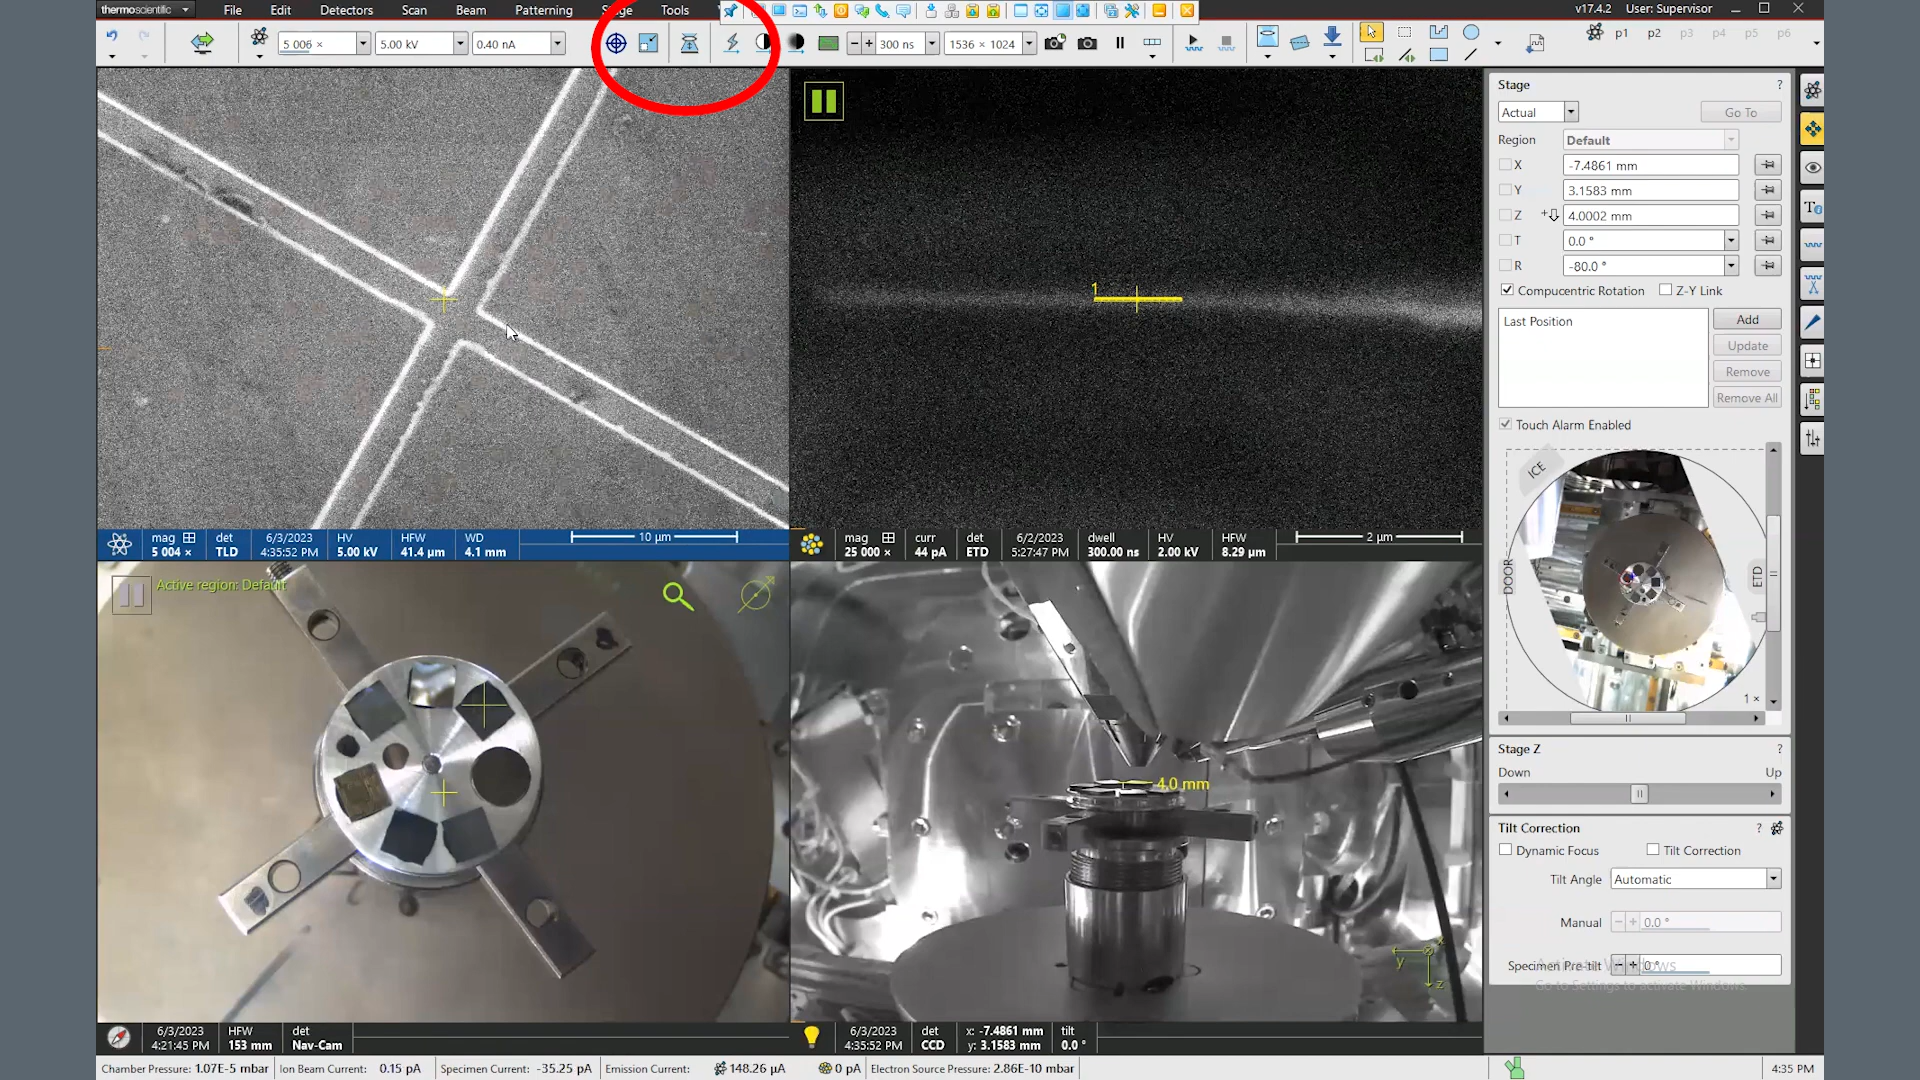 thermoscientific File Edit Detectors Scan Beam Patterning Stage Tools v17.4.2 User: Supervisor
5 006 × 5.00 kV 0.40 nA 300 ns 1536 × 1024 p1 p2 p3 p4 p5 p6
1
mag det 6/3/2023 HV HFW WD 10 µm
5 004 × TLD 4:35:52 PM 5.00 kV 41.4 µm 4.1 mm
mag curr det 6/2/2023 dwell HV HFW 2 µm
25 000 × 44 pA ETD 5:27:47 PM 300.00 ns 2.00 kV 8.29 µm
Active region: Default
4.0 mm
x
y
z
6/3/2023 HFW det
4:21:45 PM 153 mm Nav-Cam
6/3/2023 det x: -7.4861 mm tilt
4:35:52 PM CCD y: 3.1583 mm 0.0 °
Stage ?
Actual Go To
Region Default
X -7.4861 mm
Y 3.1583 mm
Z 4.0002 mm
T 0.0 °
R -80.0 °
Compucentric Rotation Z-Y Link
Last Position Add
Update
Remove
Remove All
Touch Alarm Enabled
ICE
DOOR
ETD
1 ×
Stage Z ?
Down Up
Tilt Correction ?
Dynamic Focus Tilt Correction
Tilt Angle Automatic
Manual 0.0 °
Specimen Pre-tilt 0 °
Activate Windows
Go to Settings to activate Windows.
Chamber Pressure: 1.07E-5 mbar Ion Beam Current: 0.15 pA Specimen Current: -35.25 pA Emission Current: 148.26 µA 0 pA Electron Source Pressure: 2.86E-10 mbar 4:35 PM